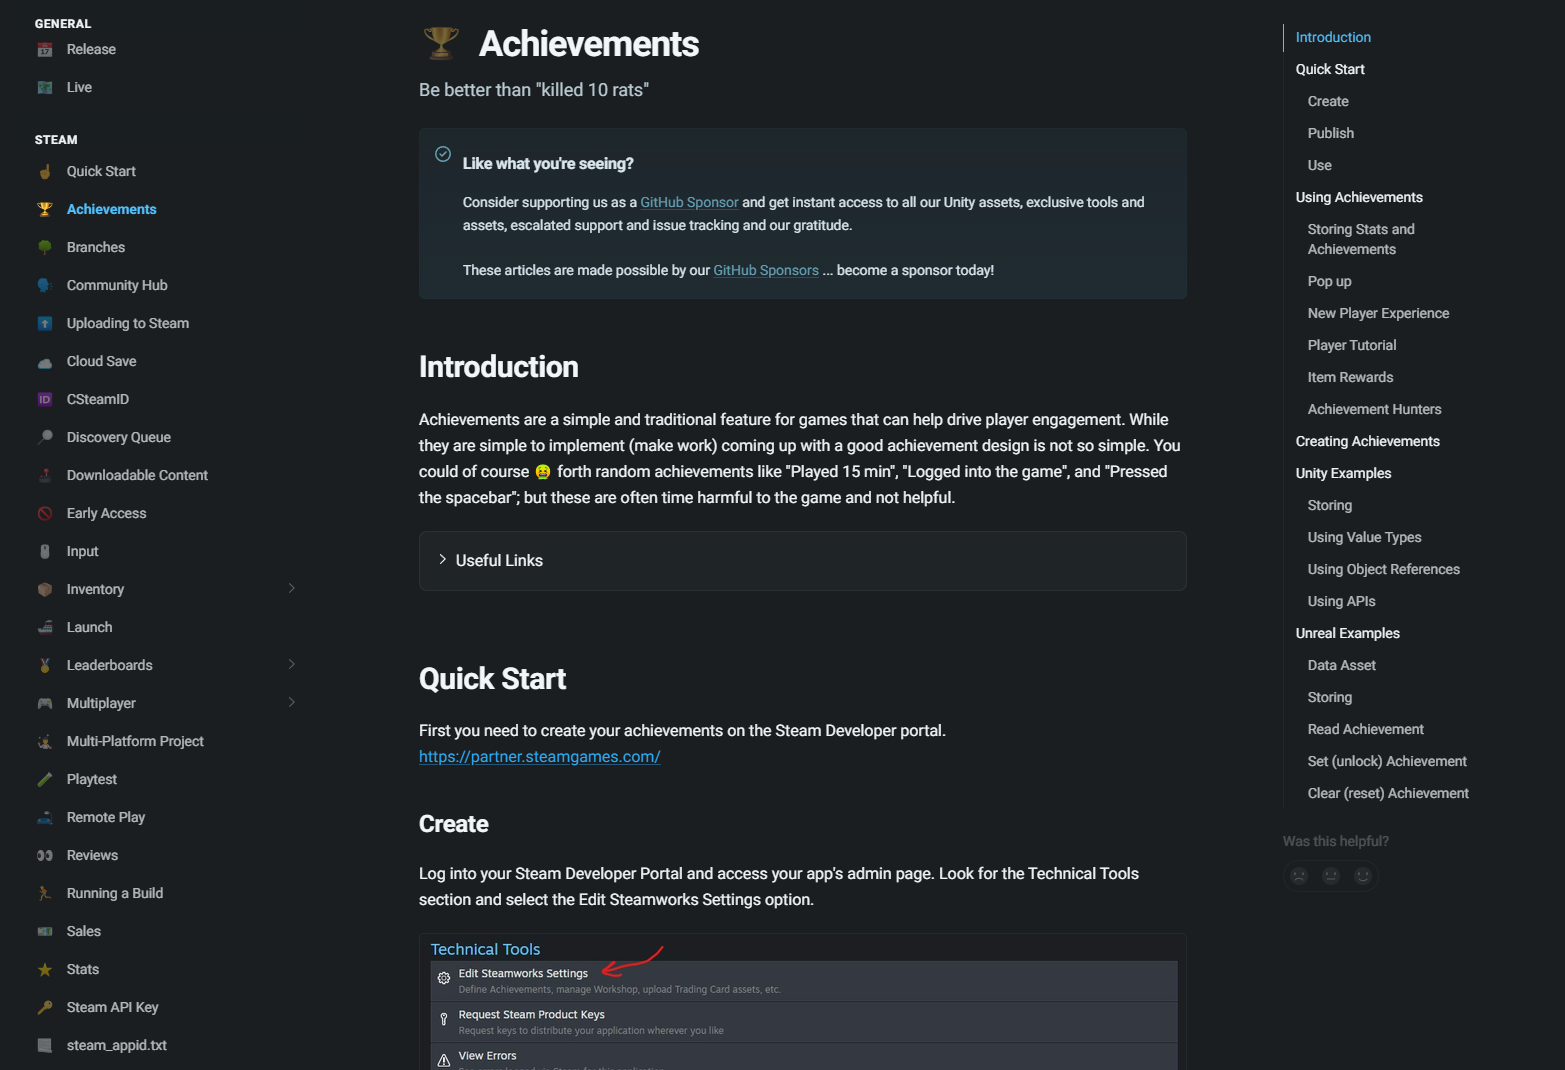 GENERAL
Release
Live
STEAM
Quick Start
Achievements
Branches
Community Hub
Uploading to Steam
Cloud Save
CSteamID
Discovery Queue
Downloadable Content
Early Access
Input
Inventory
Launch
Leaderboards
Multiplayer
Multi-Platform Project
Playtest
Remote Play
Reviews
Running a Build
Sales
Stats
Steam API Key
steam_appid.txt
Achievements
Be better than "killed 10 rats"
Like what you're seeing?
Consider supporting us as a GitHub Sponsor and get instant access to all our Unity assets, exclusive tools and
assets, escalated support and issue tracking and our gratitude.
These articles are made possible by our GitHub Sponsors ... become a sponsor today!
Introduction
Achievements are a simple and traditional feature for games that can help drive player engagement. While
they are simple to implement (make work) coming up with a good achievement design is not so simple. You
could of course 🤮 forth random achievements like "Played 15 min", "Logged into the game", and "Pressed
the spacebar"; but these are often time harmful to the game and not helpful.
Useful Links
Quick Start
First you need to create your achievements on the Steam Developer portal.
https://partner.steamgames.com/
Create
Log into your Steam Developer Portal and access your app's admin page. Look for the Technical Tools
section and select the Edit Steamworks Settings option.
Technical Tools
Edit Steamworks Settings
Define Achievements, manage Workshop, upload Trading Card assets, etc.
Request Steam Product Keys
Request keys to distribute your application wherever you like
View Errors
Introduction
Quick Start
Create
Publish
Use
Using Achievements
Storing Stats and
Achievements
Pop up
New Player Experience
Player Tutorial
Item Rewards
Achievement Hunters
Creating Achievements
Unity Examples
Storing
Using Value Types
Using Object References
Using APIs
Unreal Examples
Data Asset
Storing
Read Achievement
Set (unlock) Achievement
Clear (reset) Achievement
Was this helpful?